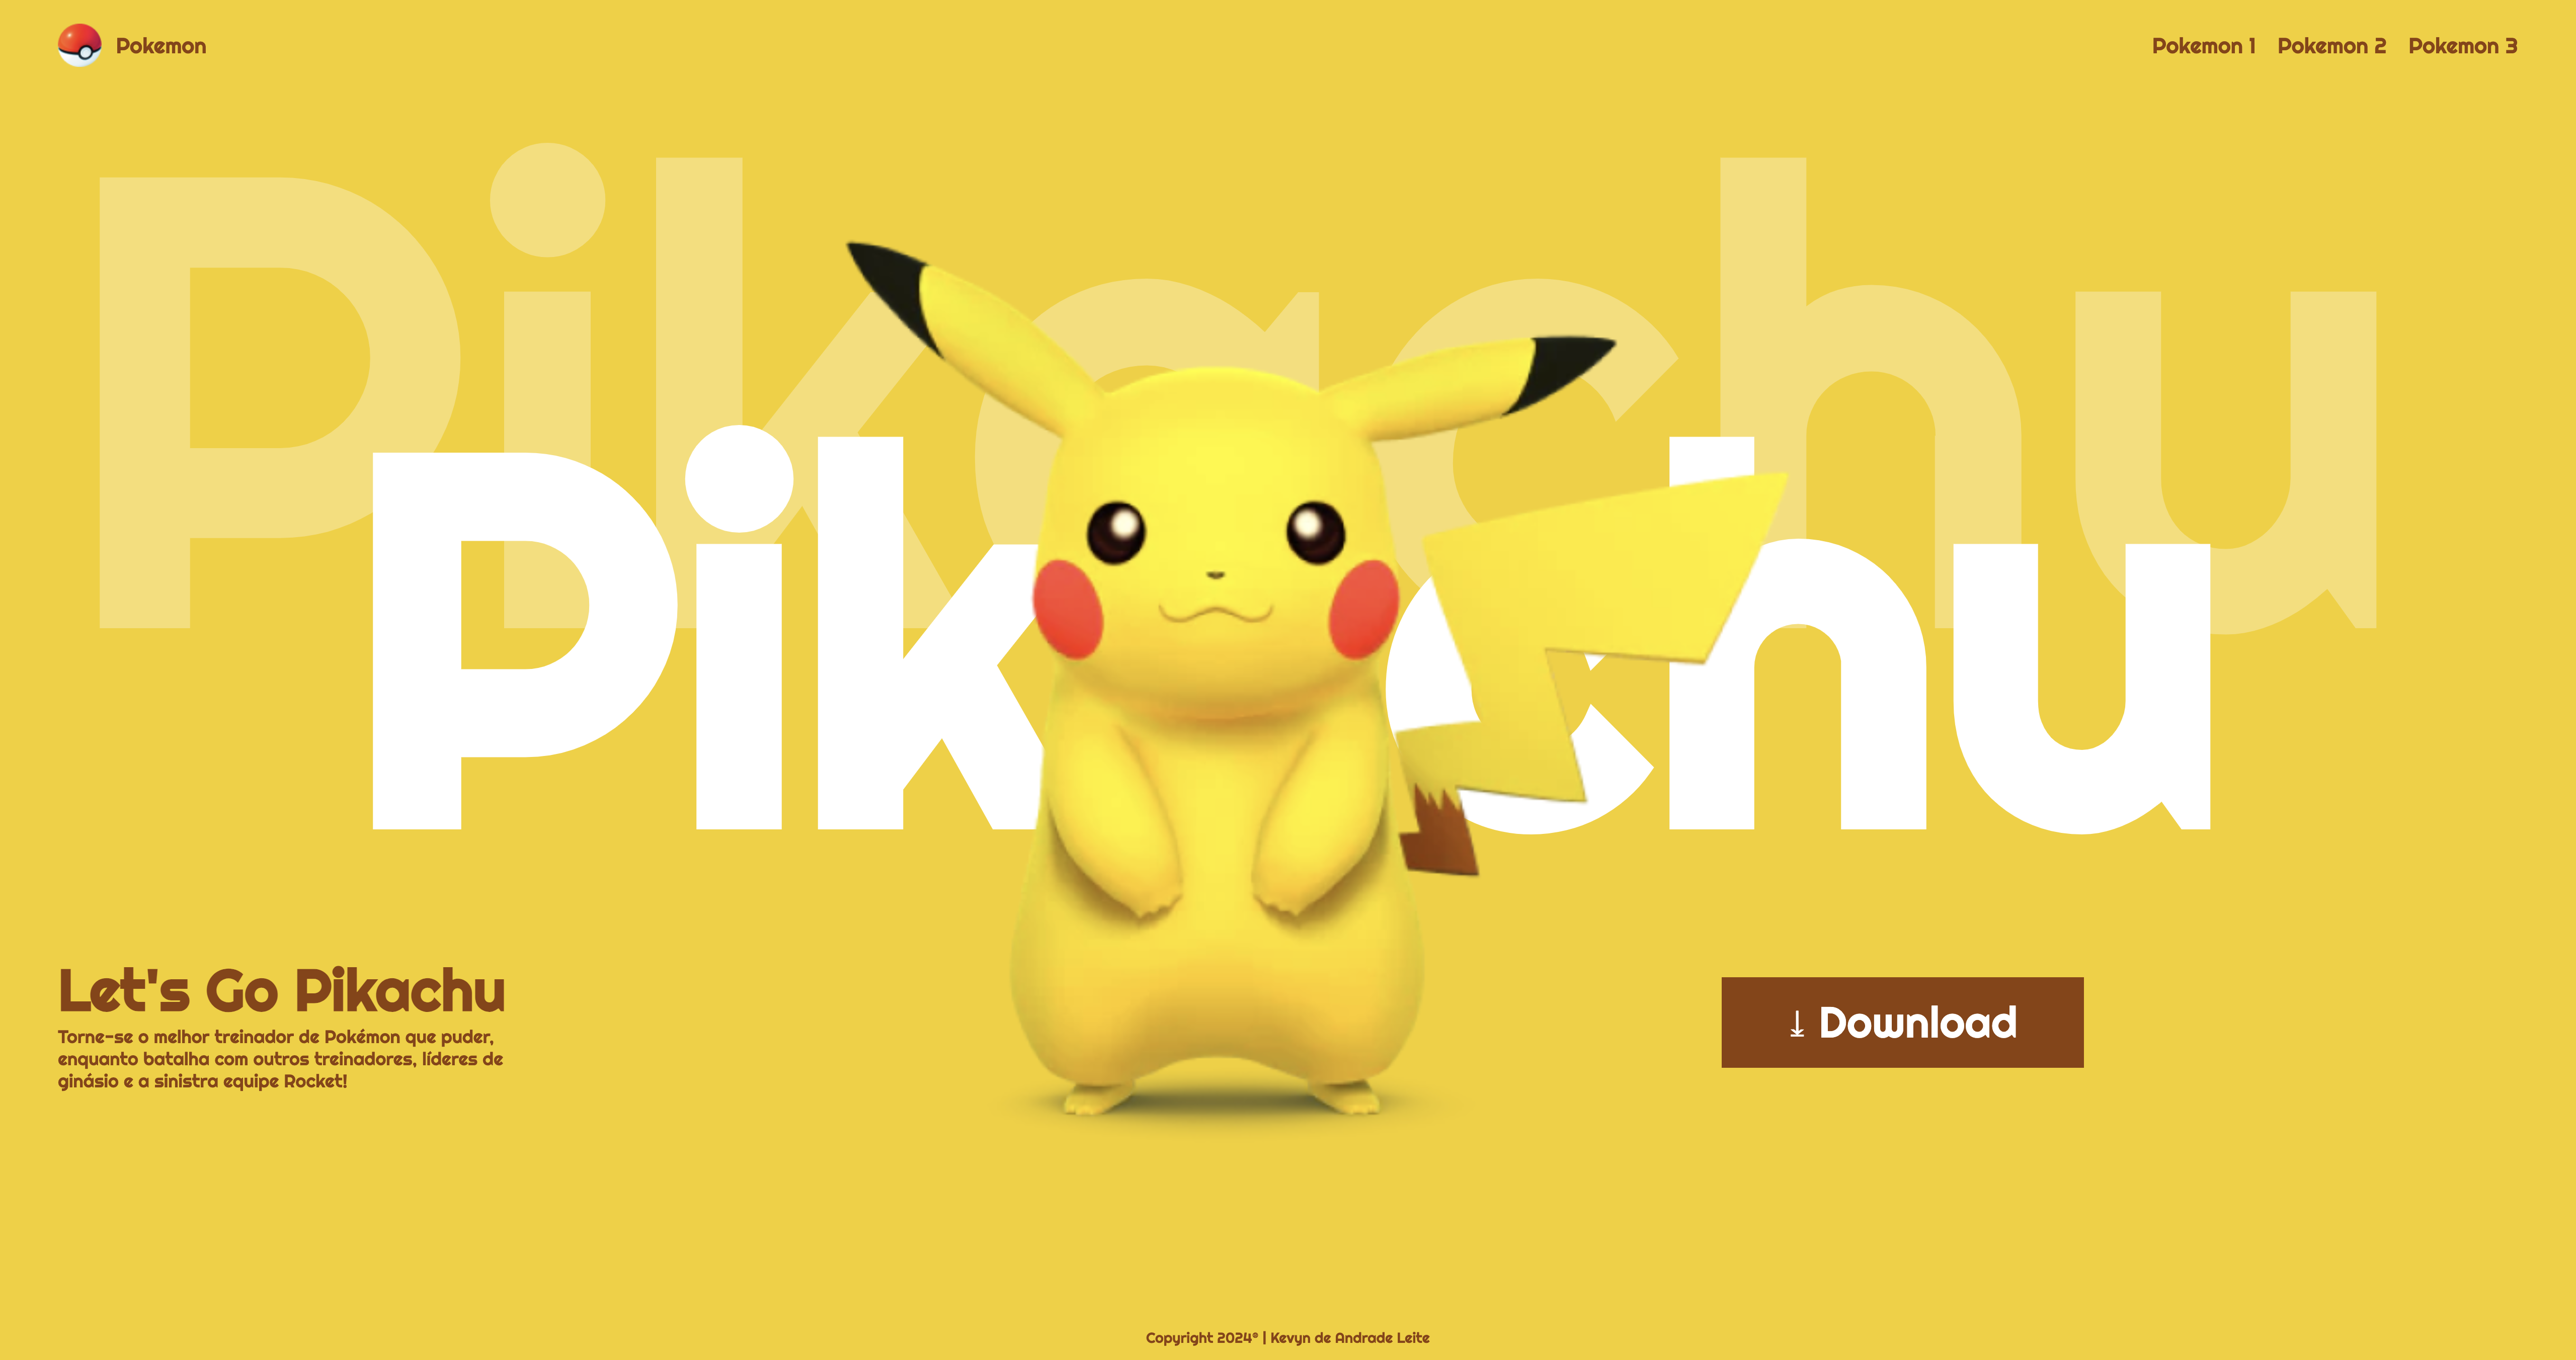 Pokemon
Pokemon 1 Pokemon 2 Pokemon 3
Pikachu
Pikachu
Let's Go Pikachu
Torne-se o melhor treinador de Pokémon que puder,
enquanto batalha com outros treinadores, líderes de
ginásio e a sinistra equipe Rocket!
⤓ Download
Copyright 2024® | Kevyn de Andrade Leite